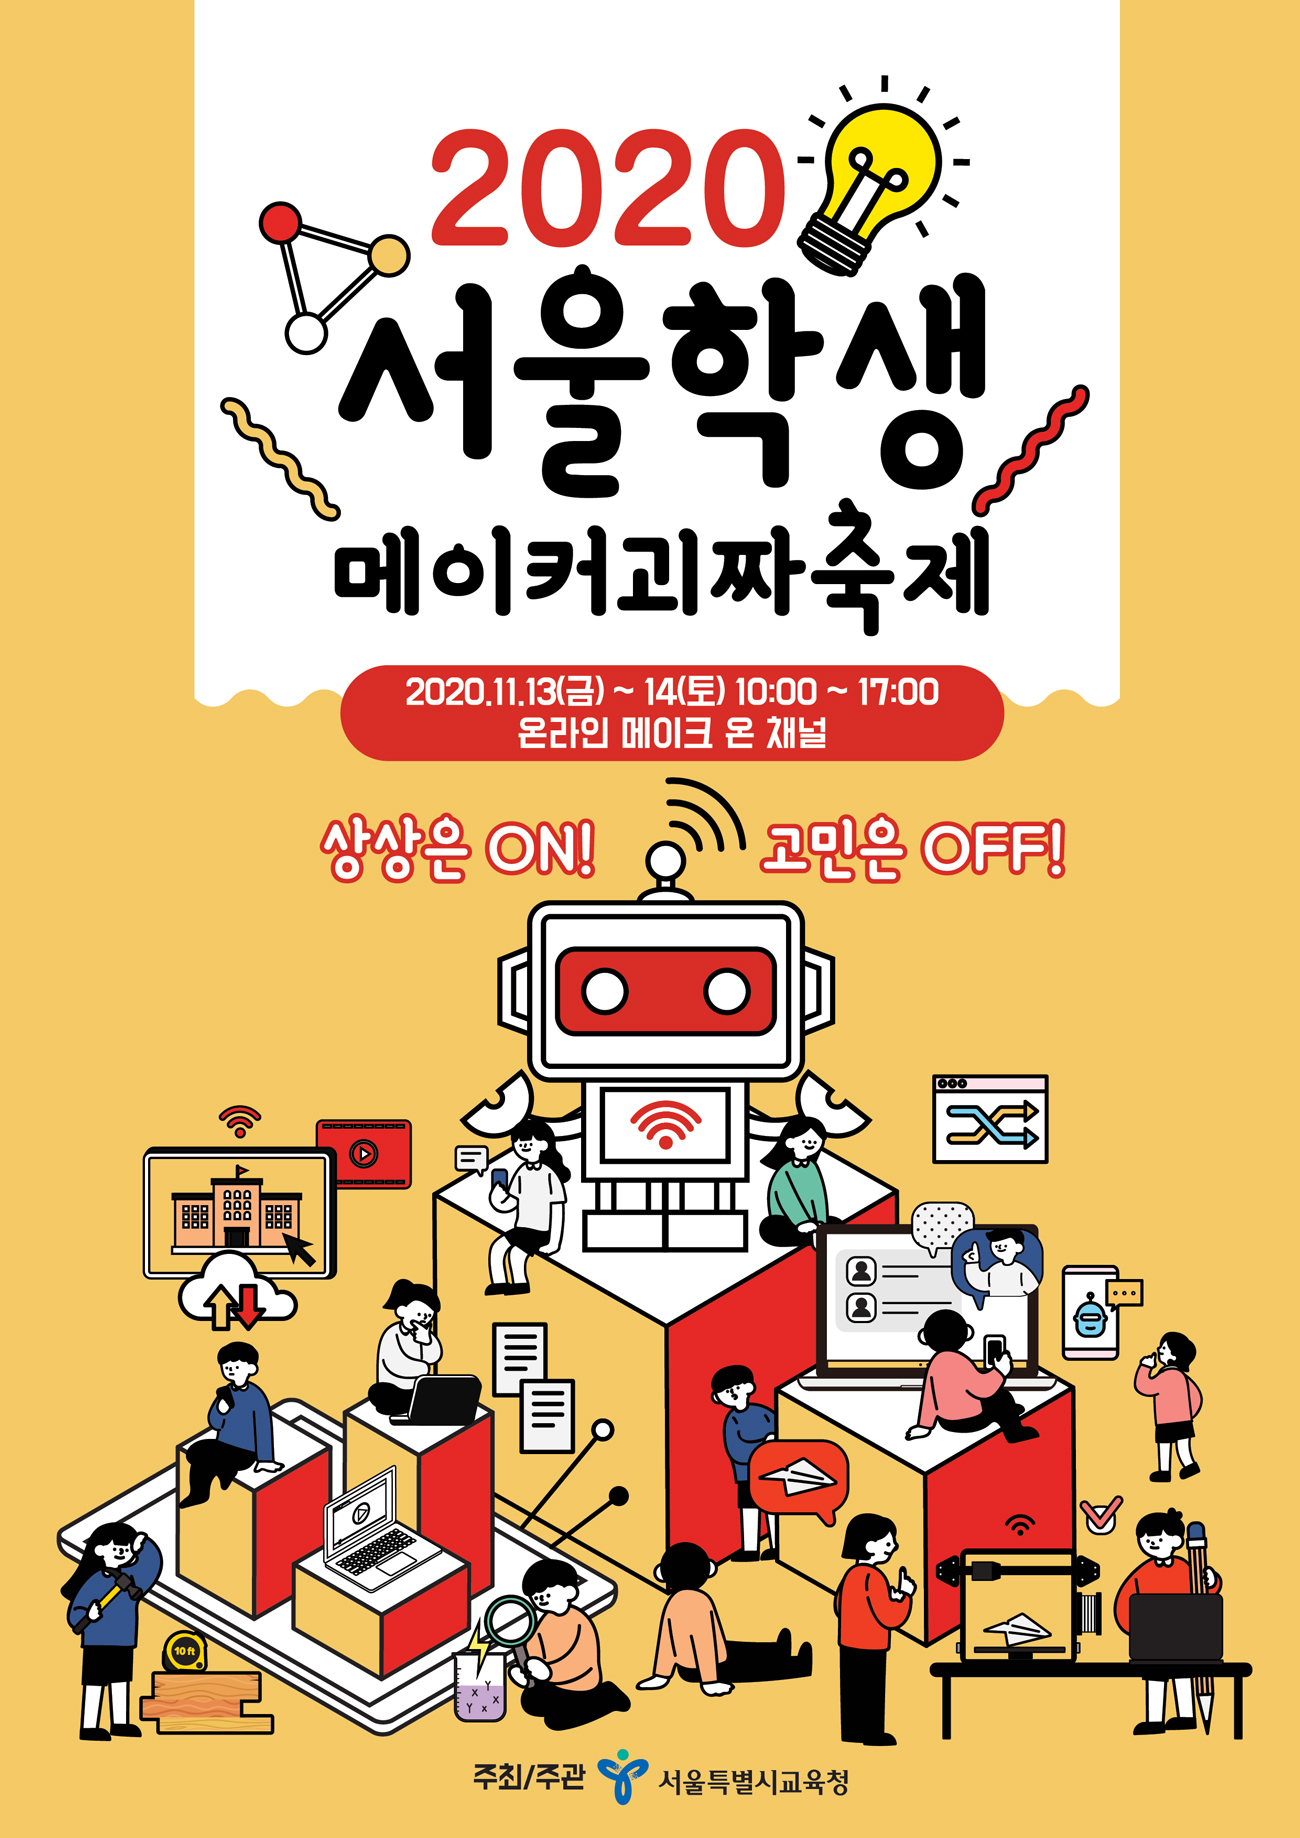 2020
서울학생
메이커괴짜축제
2020.11.13(금) ~ 14(토) 10:00 ~ 17:00
온라인 메이크 온 채널
상상은 ON!
고민은 OFF!
10 ft
X Y
X
Y X
주최/주관 서울특별시교육청